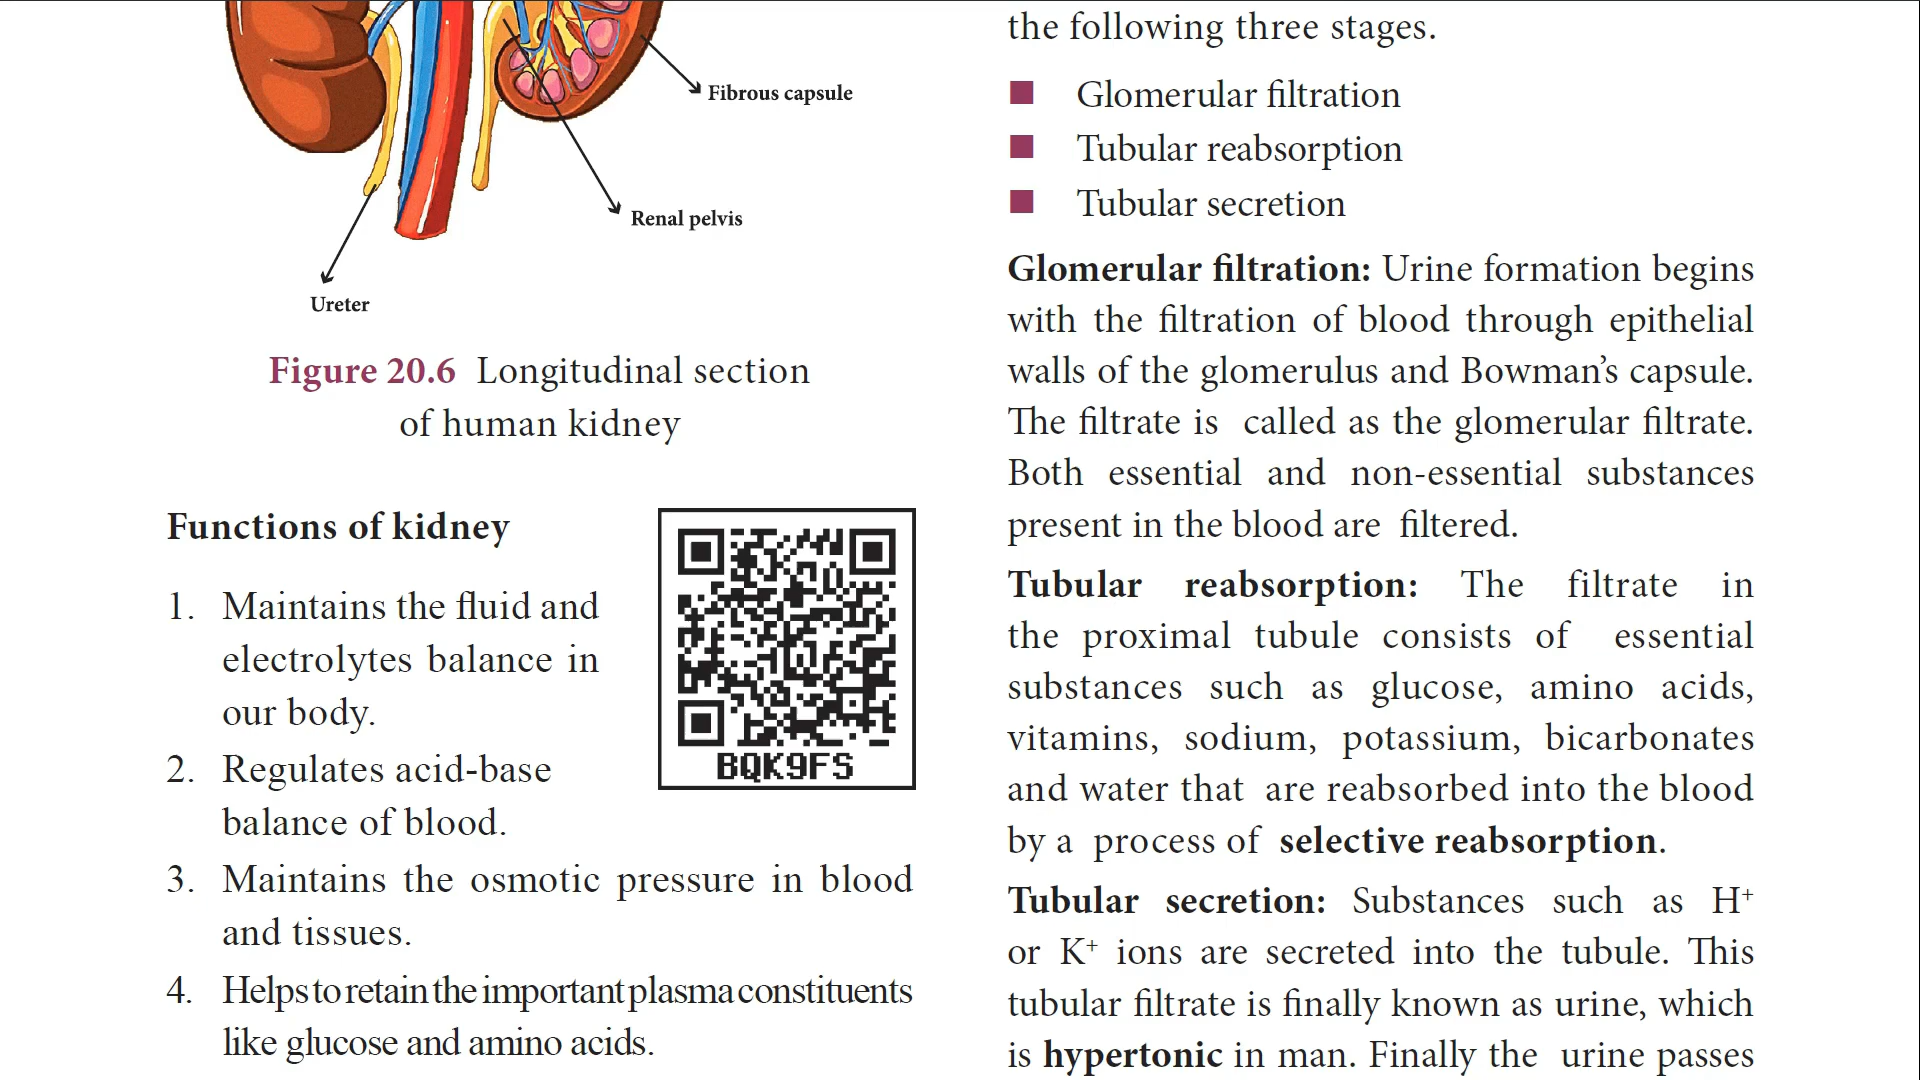 Fibrous capsule
Renal pelvis
Ureter
Figure 20.6 Longitudinal section
of human kidney
Functions of kidney
1. Maintains the fluid and
electrolytes balance in
our body.
2. Regulates acid-base
balance of blood.
BQK9FS
3. Maintains the osmotic pressure in blood
and tissues.
4. Helps to retain the important plasma constituents
like glucose and amino acids.
the following three stages.
■ Glomerular filtration
■ Tubular reabsorption
■ Tubular secretion
Glomerular filtration: Urine formation begins
with the filtration of blood through epithelial
walls of the glomerulus and Bowman’s capsule.
The filtrate is called as the glomerular filtrate.
Both essential and non-essential substances
present in the blood are filtered.
Tubular reabsorption: The filtrate in
the proximal tubule consists of essential
substances such as glucose, amino acids,
vitamins, sodium, potassium, bicarbonates
and water that are reabsorbed into the blood
by a process of selective reabsorption.
Tubular secretion: Substances such as H⁺
or K⁺ ions are secreted into the tubule. This
tubular filtrate is finally known as urine, which
is hypertonic in man. Finally the urine passes